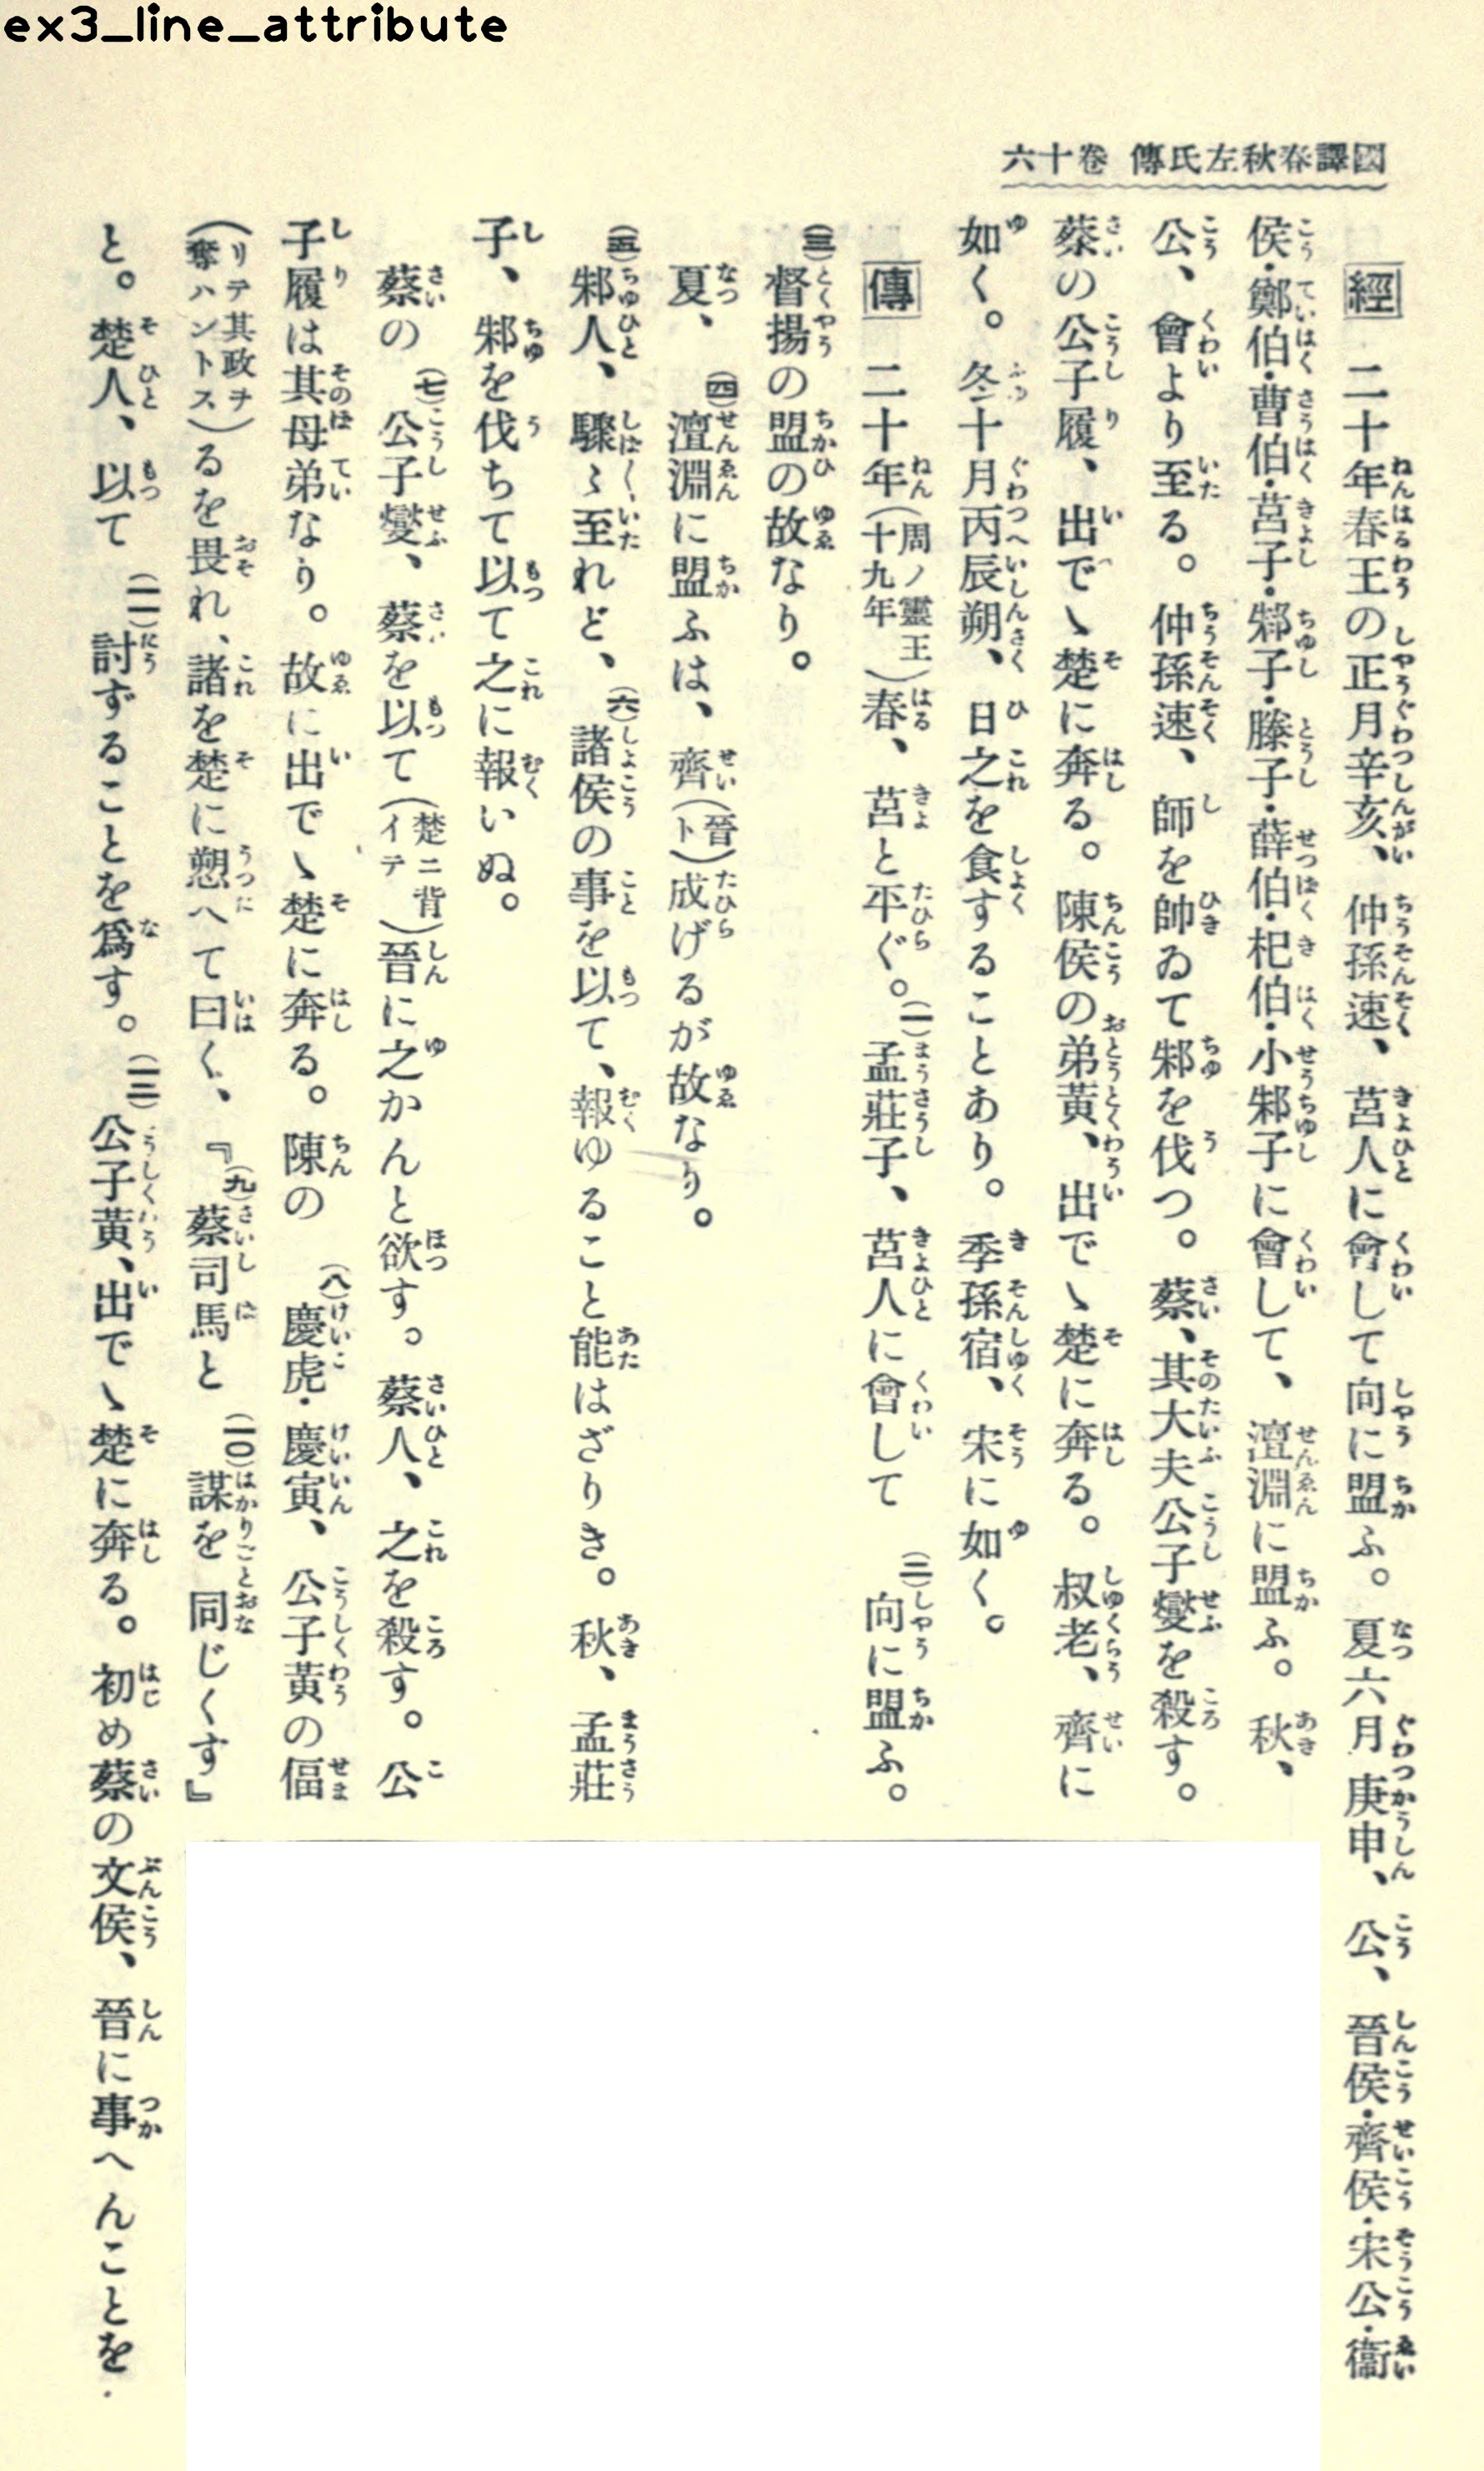 ex3_line_attribute
國譯春秋左氏傳 卷十六
經 二十年春王の正月辛亥、仲孫速、莒人に會して向に盟ふ。夏六月庚申、公、晉侯・齊侯・宋公・衞
侯・鄭伯・曹伯・莒子・邾子・滕子・薛伯・杞伯・小邾子に會して、澶淵に盟ふ。秋、
公、會より至る。仲孫速、師を帥ゐて邾を伐つ。蔡、其大夫公子燮を殺す。
蔡の公子履、出でゝ楚に奔る。陳侯の弟黃、出でゝ楚に奔る。叔老、齊に
如く。冬十月丙辰朔、日之を食することあり。季孫宿、宋に如く。
傳 二十年(周ノ靈王十九年)春、莒と平ぐ。(一)孟莊子、莒人に會して(二)向に盟ふ。
(三)督揚の盟の故なり。
夏、(四)澶淵に盟ふは、齊(晉ト)成げるが故なり。
(五)邾人、驟〻至れど、(六)諸侯の事を以て、報ゆること能はざりき。秋、孟莊
子、邾を伐ちて以て之に報いぬ。
蔡の(七)公子燮、蔡を以て(楚ニ背イテ)晉に之かんと欲す。蔡人、之を殺す。公
子履は其母弟なり。故に出でゝ楚に奔る。陳の(八)慶虎・慶寅、公子黃の偪
(リテ其政ヲ奪ハントス)るを畏れ、諸を楚に愬へて曰く、『(九)蔡司馬と(一〇)謀を同じくす』
と。楚人、以て(一一)討ずることを爲す。(一二)公子黃、出でゝ楚に奔る。初め蔡の文侯、晉に事へんことを